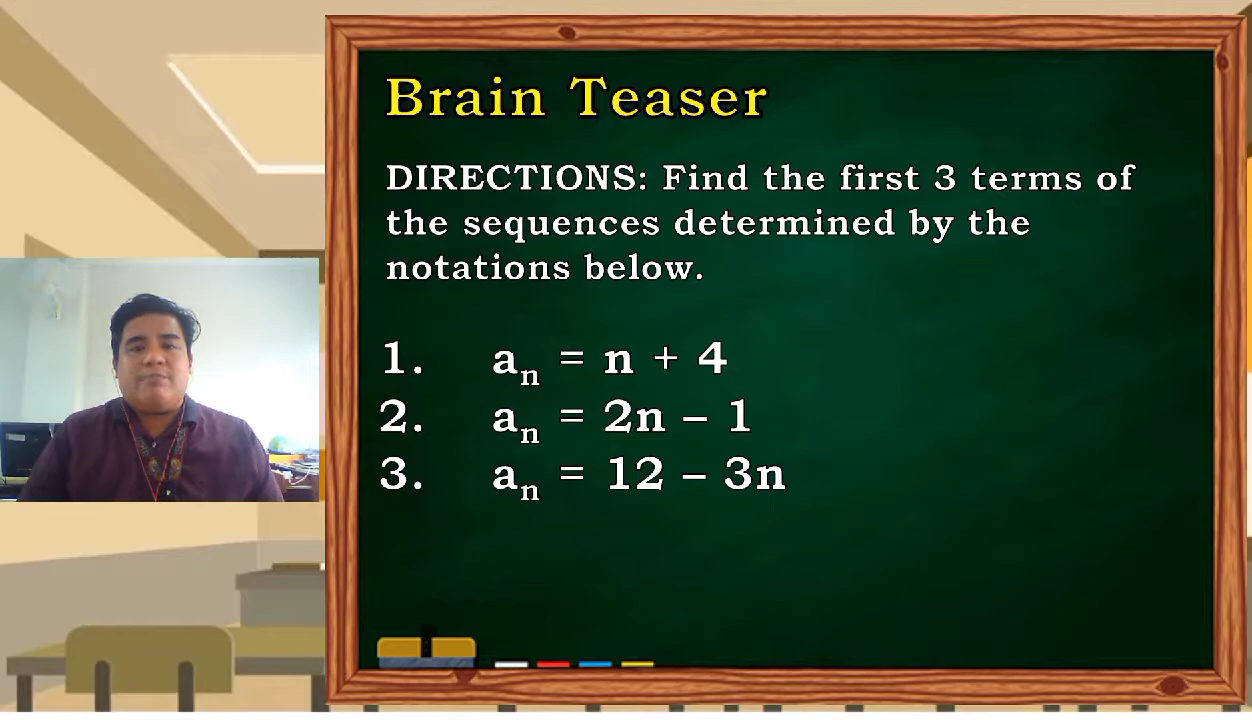 Brain Teaser
DIRECTIONS: Find the first 3 terms of
the sequences determined by the
notations below.
1. aₙ = n + 4
2. aₙ = 2n – 1
3. aₙ = 12 – 3n